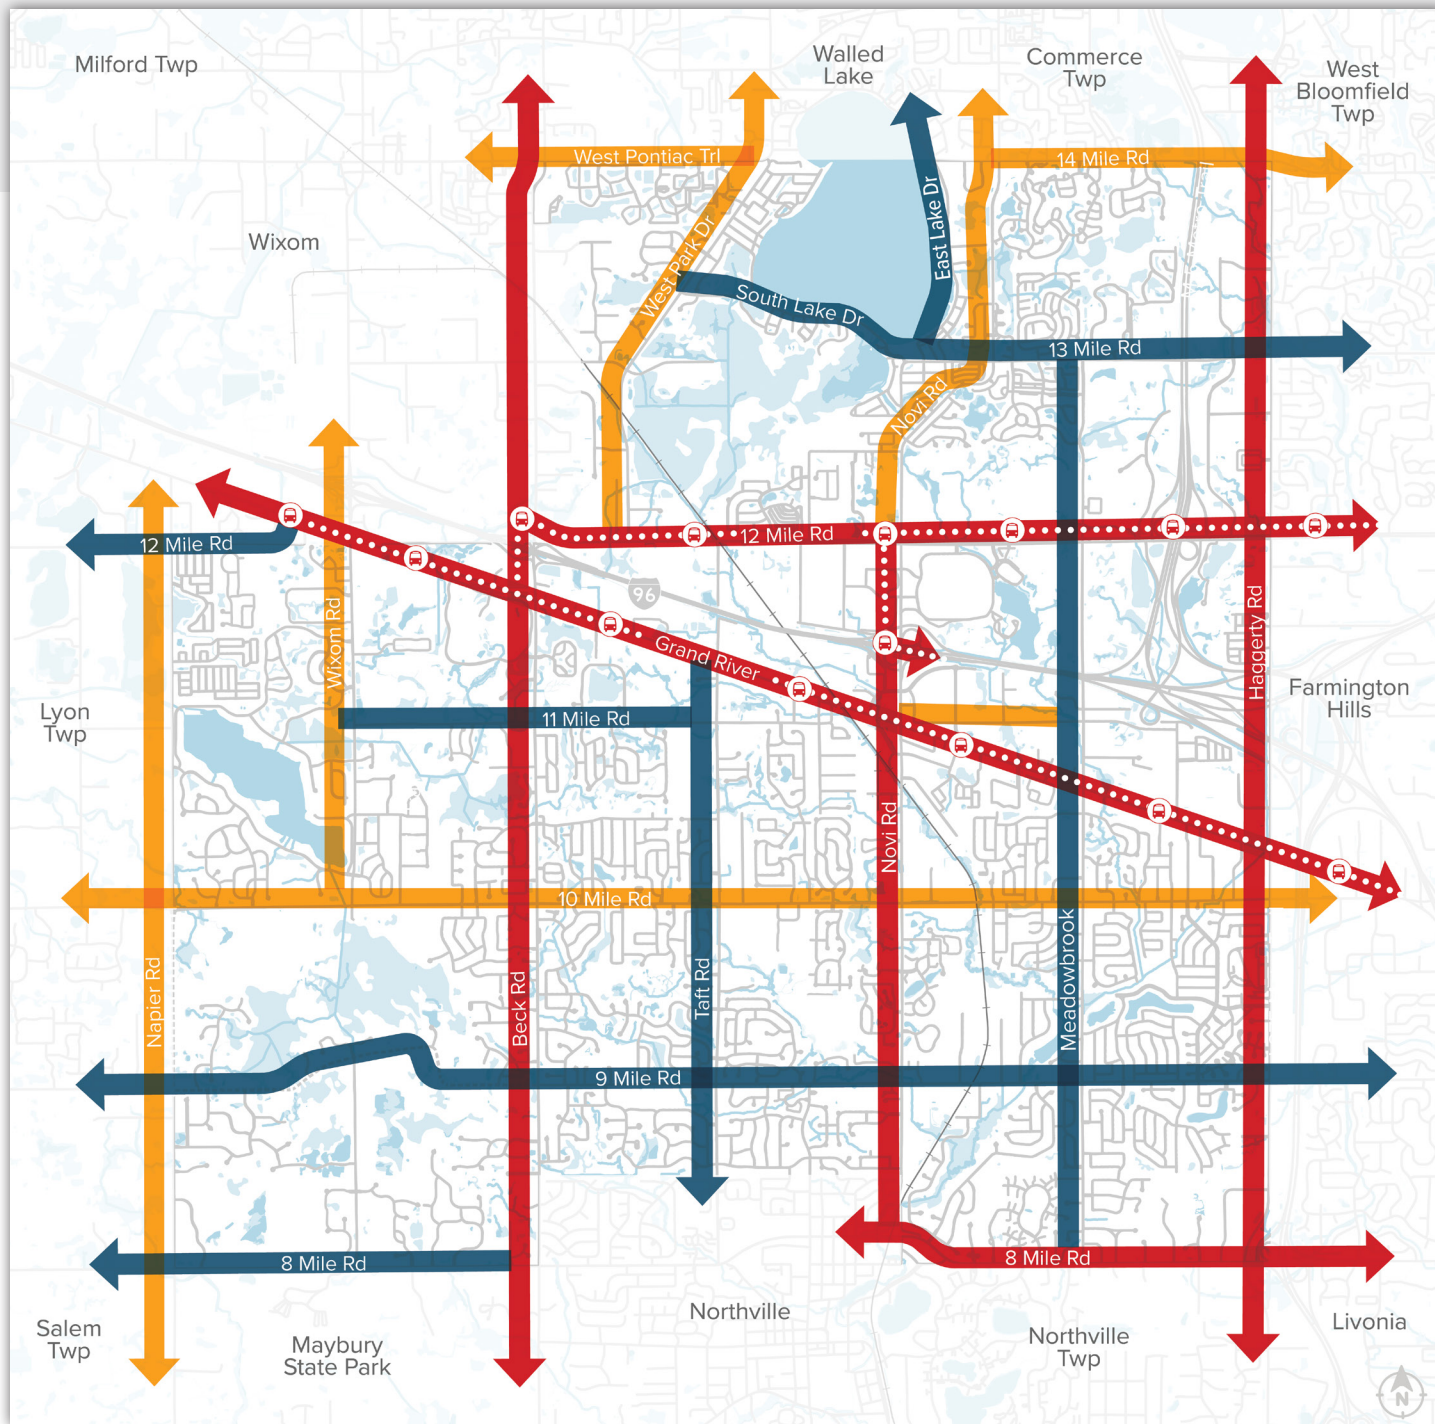 Milford Twp
Walled
Lake
Commerce
Twp
West
Bloomfield
Twp
West Pontiac Trl
14 Mile Rd
East Lake Dr
West Park Dr
Wixom
South Lake Dr
13 Mile Rd
Novi Rd
12 Mile Rd
12 Mile Rd
96
Wixom Rd
Grand River
Haggerty Rd
Lyon
Twp
11 Mile Rd
Farmington
Hills
Novi Rd
10 Mile Rd
Napier Rd
Beck Rd
Taft Rd
Meadowbrook
9 Mile Rd
8 Mile Rd
8 Mile Rd
Salem
Twp
Maybury
State Park
Northville
Northville
Twp
Livonia
N